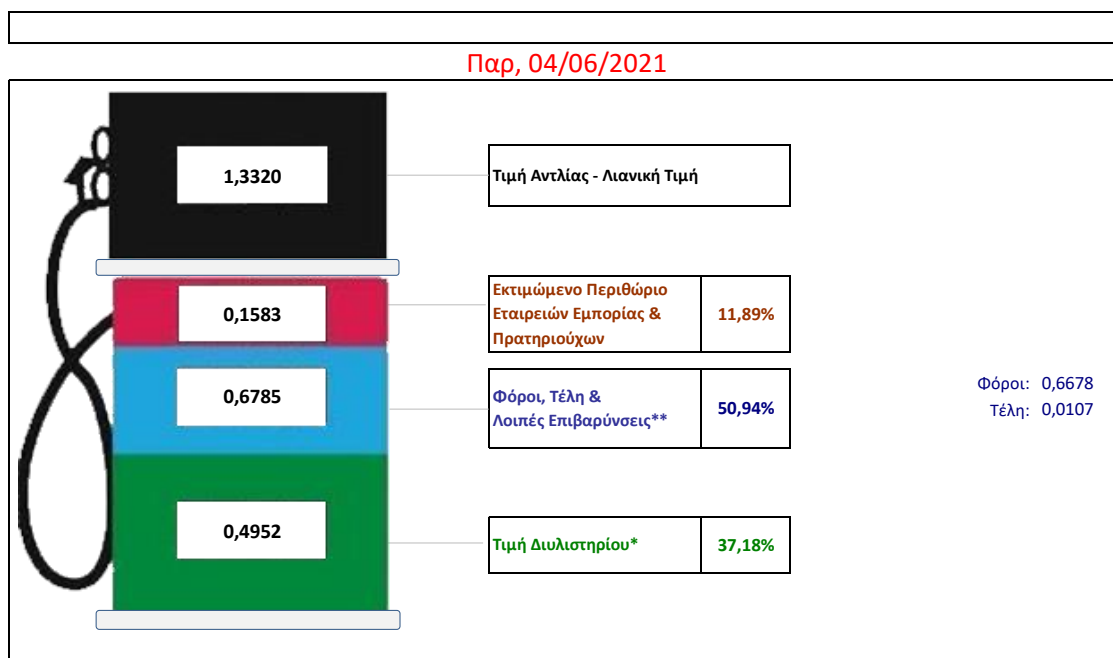 Παρ, 04/06/2021
1,3320
Τιμή Αντλίας - Λιανική Τιμή
0,1583
Εκτιμώμενο Περιθώριο
Εταιρειών Εμπορίας &
Πρατηριούχων
11,89%
0,6785
Φόροι, Τέλη &
Λοιπές Επιβαρύνσεις**
50,94%
Φόροι: 0,6678
Τέλη: 0,0107
0,4952
Τιμή Διυλιστηρίου*
37,18%